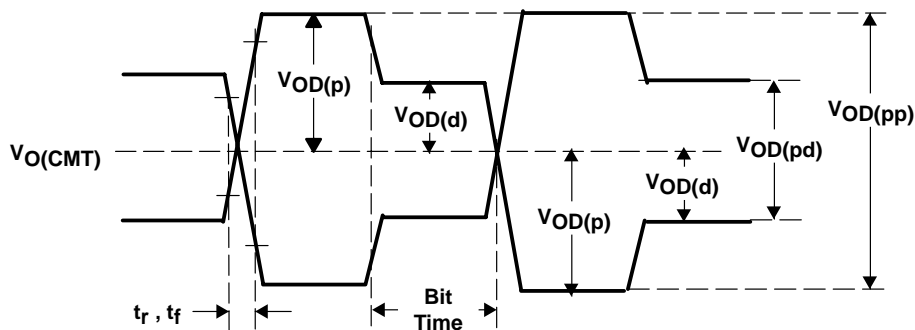 VOD(p)
VOD(d)
VO(CMT)
VOD(pp)
VOD(pd)
VOD(d)
VOD(p)
tr , tf
Bit
Time